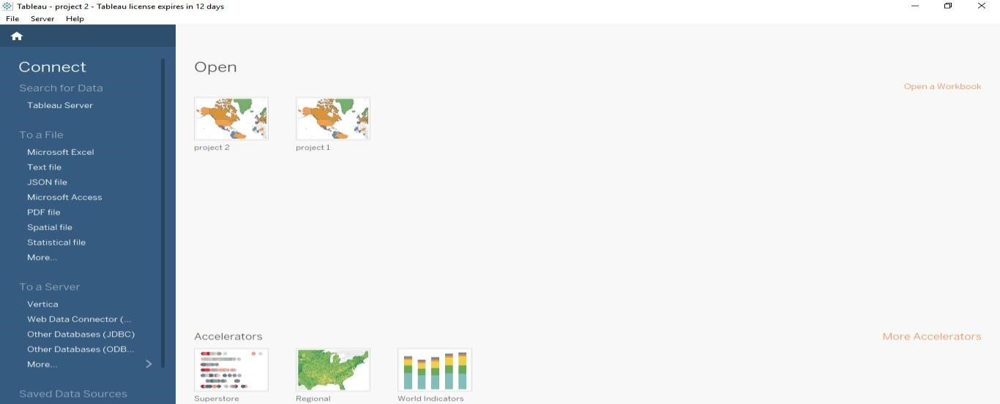 Tableau - project 2 - Tableau license expires in 12 days
File Server Help
Connect
Search for Data
Tableau Server
To a File
Microsoft Excel
Text file
JSON file
Microsoft Access
PDF file
Spatial file
Statistical file
More...
To a Server
Vertica
Web Data Connector (...
Other Databases (JDBC)
Other Databases (ODB...
More...
Saved Data Sources
Open
Open a Workbook
project 2
project 1
Accelerators
More Accelerators
Superstore
Regional
World Indicators